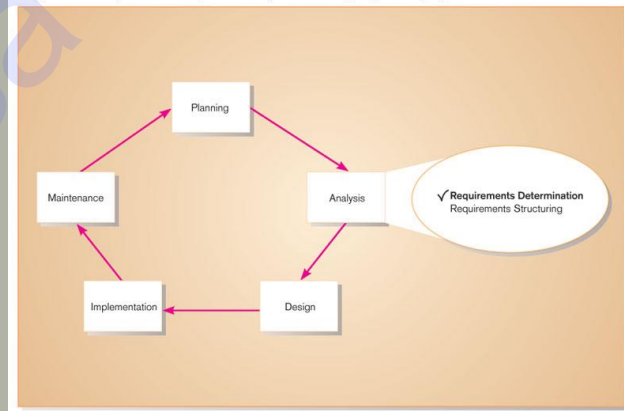 Planning
Maintenance
Analysis
✓ Requirements Determination
Requirements Structuring
Implementation
Design